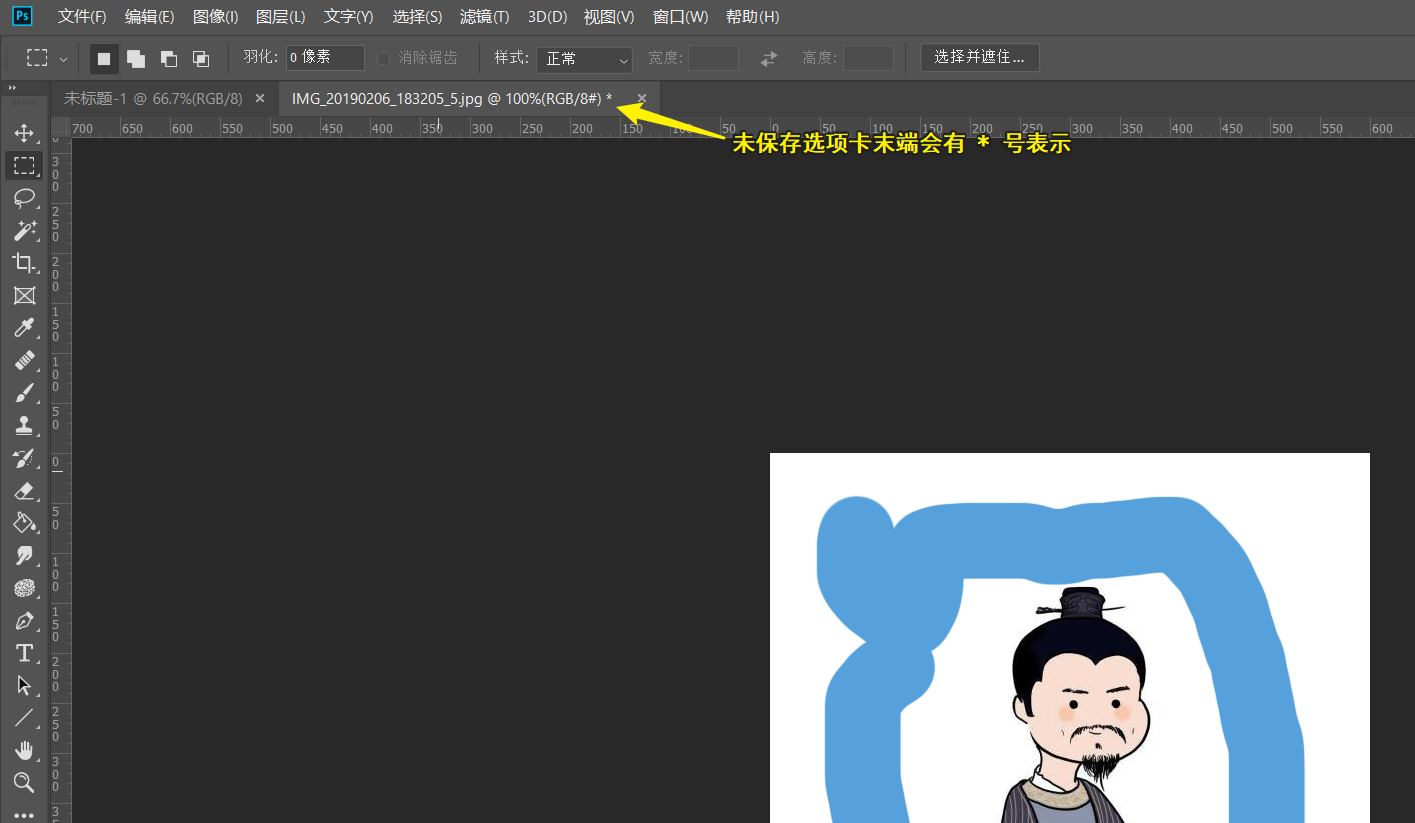 Ps 文件(F) 编辑(E) 图像(I) 图层(L) 文字(Y) 选择(S) 滤镜(T) 3D(D) 视图(V) 窗口(W) 帮助(H)
羽化: 0 像素 消除锯齿 样式: 正常 宽度: 高度: 选择并遮住...
未标题-1 @ 66.7%(RGB/8) × IMG_20190206_183205_5.jpg @ 100%(RGB/8#) * ×
700 650 600 550 500 450 400 350 300 250 200 150 100 50 0 50 100 150 200 250 300 350 400 450 500 550 600
未保存选项卡末端会有 * 号表示
300
250
200
150
100
50
0
50
100
150
200
250
300